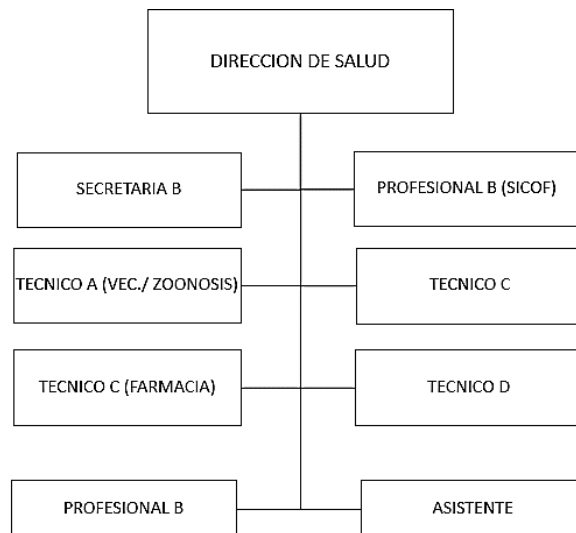 DIRECCION DE SALUD
SECRETARIA B
PROFESIONAL B (SICOF)
TECNICO A (VEC./ ZOONOSIS)
TECNICO C
TECNICO C (FARMACIA)
TECNICO D
PROFESIONAL B
ASISTENTE